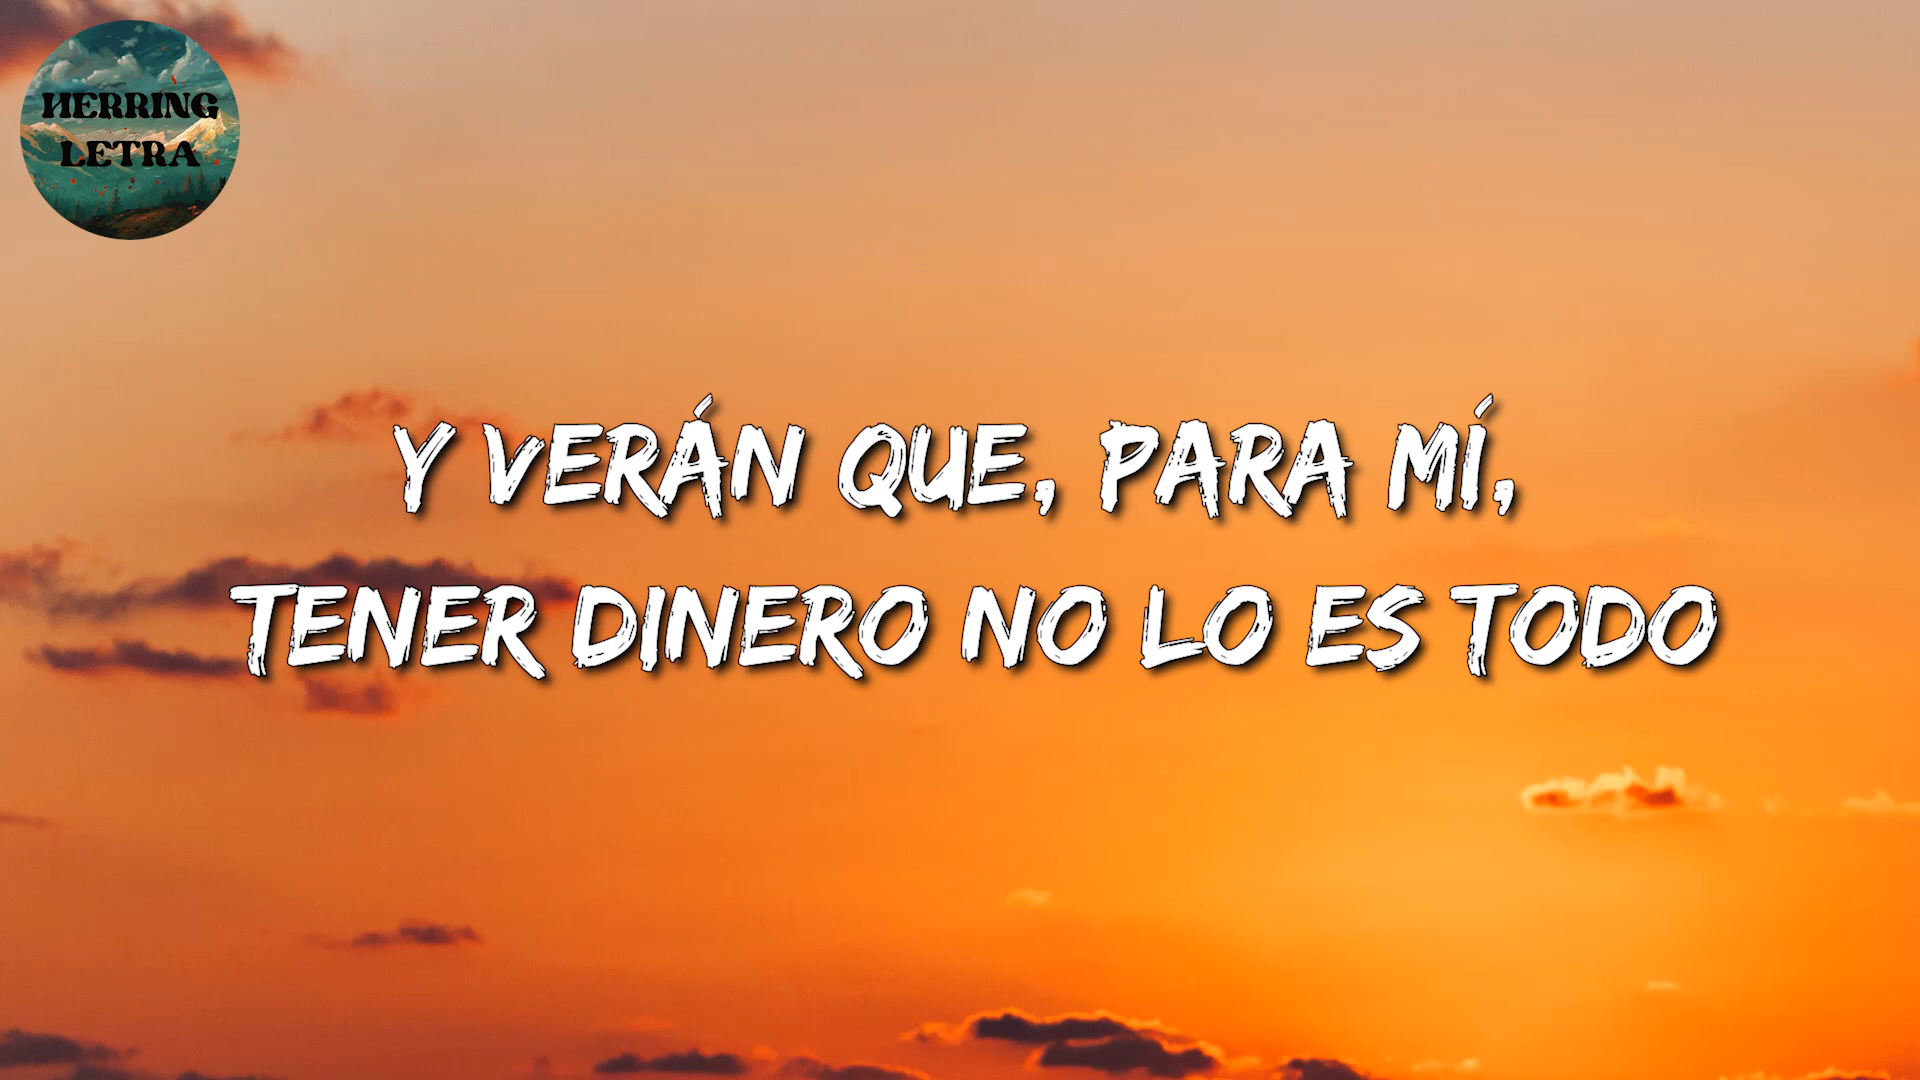 HERRING
LETRA
Y VERÁN QUE, PARA MÍ,
TENER DINERO NO LO ES TODO